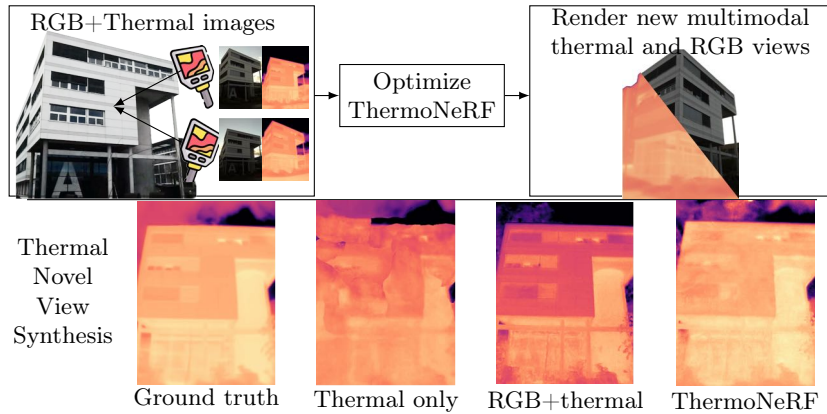 RGB+Thermal images
A
A
Optimize
ThermoNeRF
Render new multimodal
thermal and RGB views
Thermal
Novel
View
Synthesis
Ground truth
Thermal only
RGB+thermal
ThermoNeRF